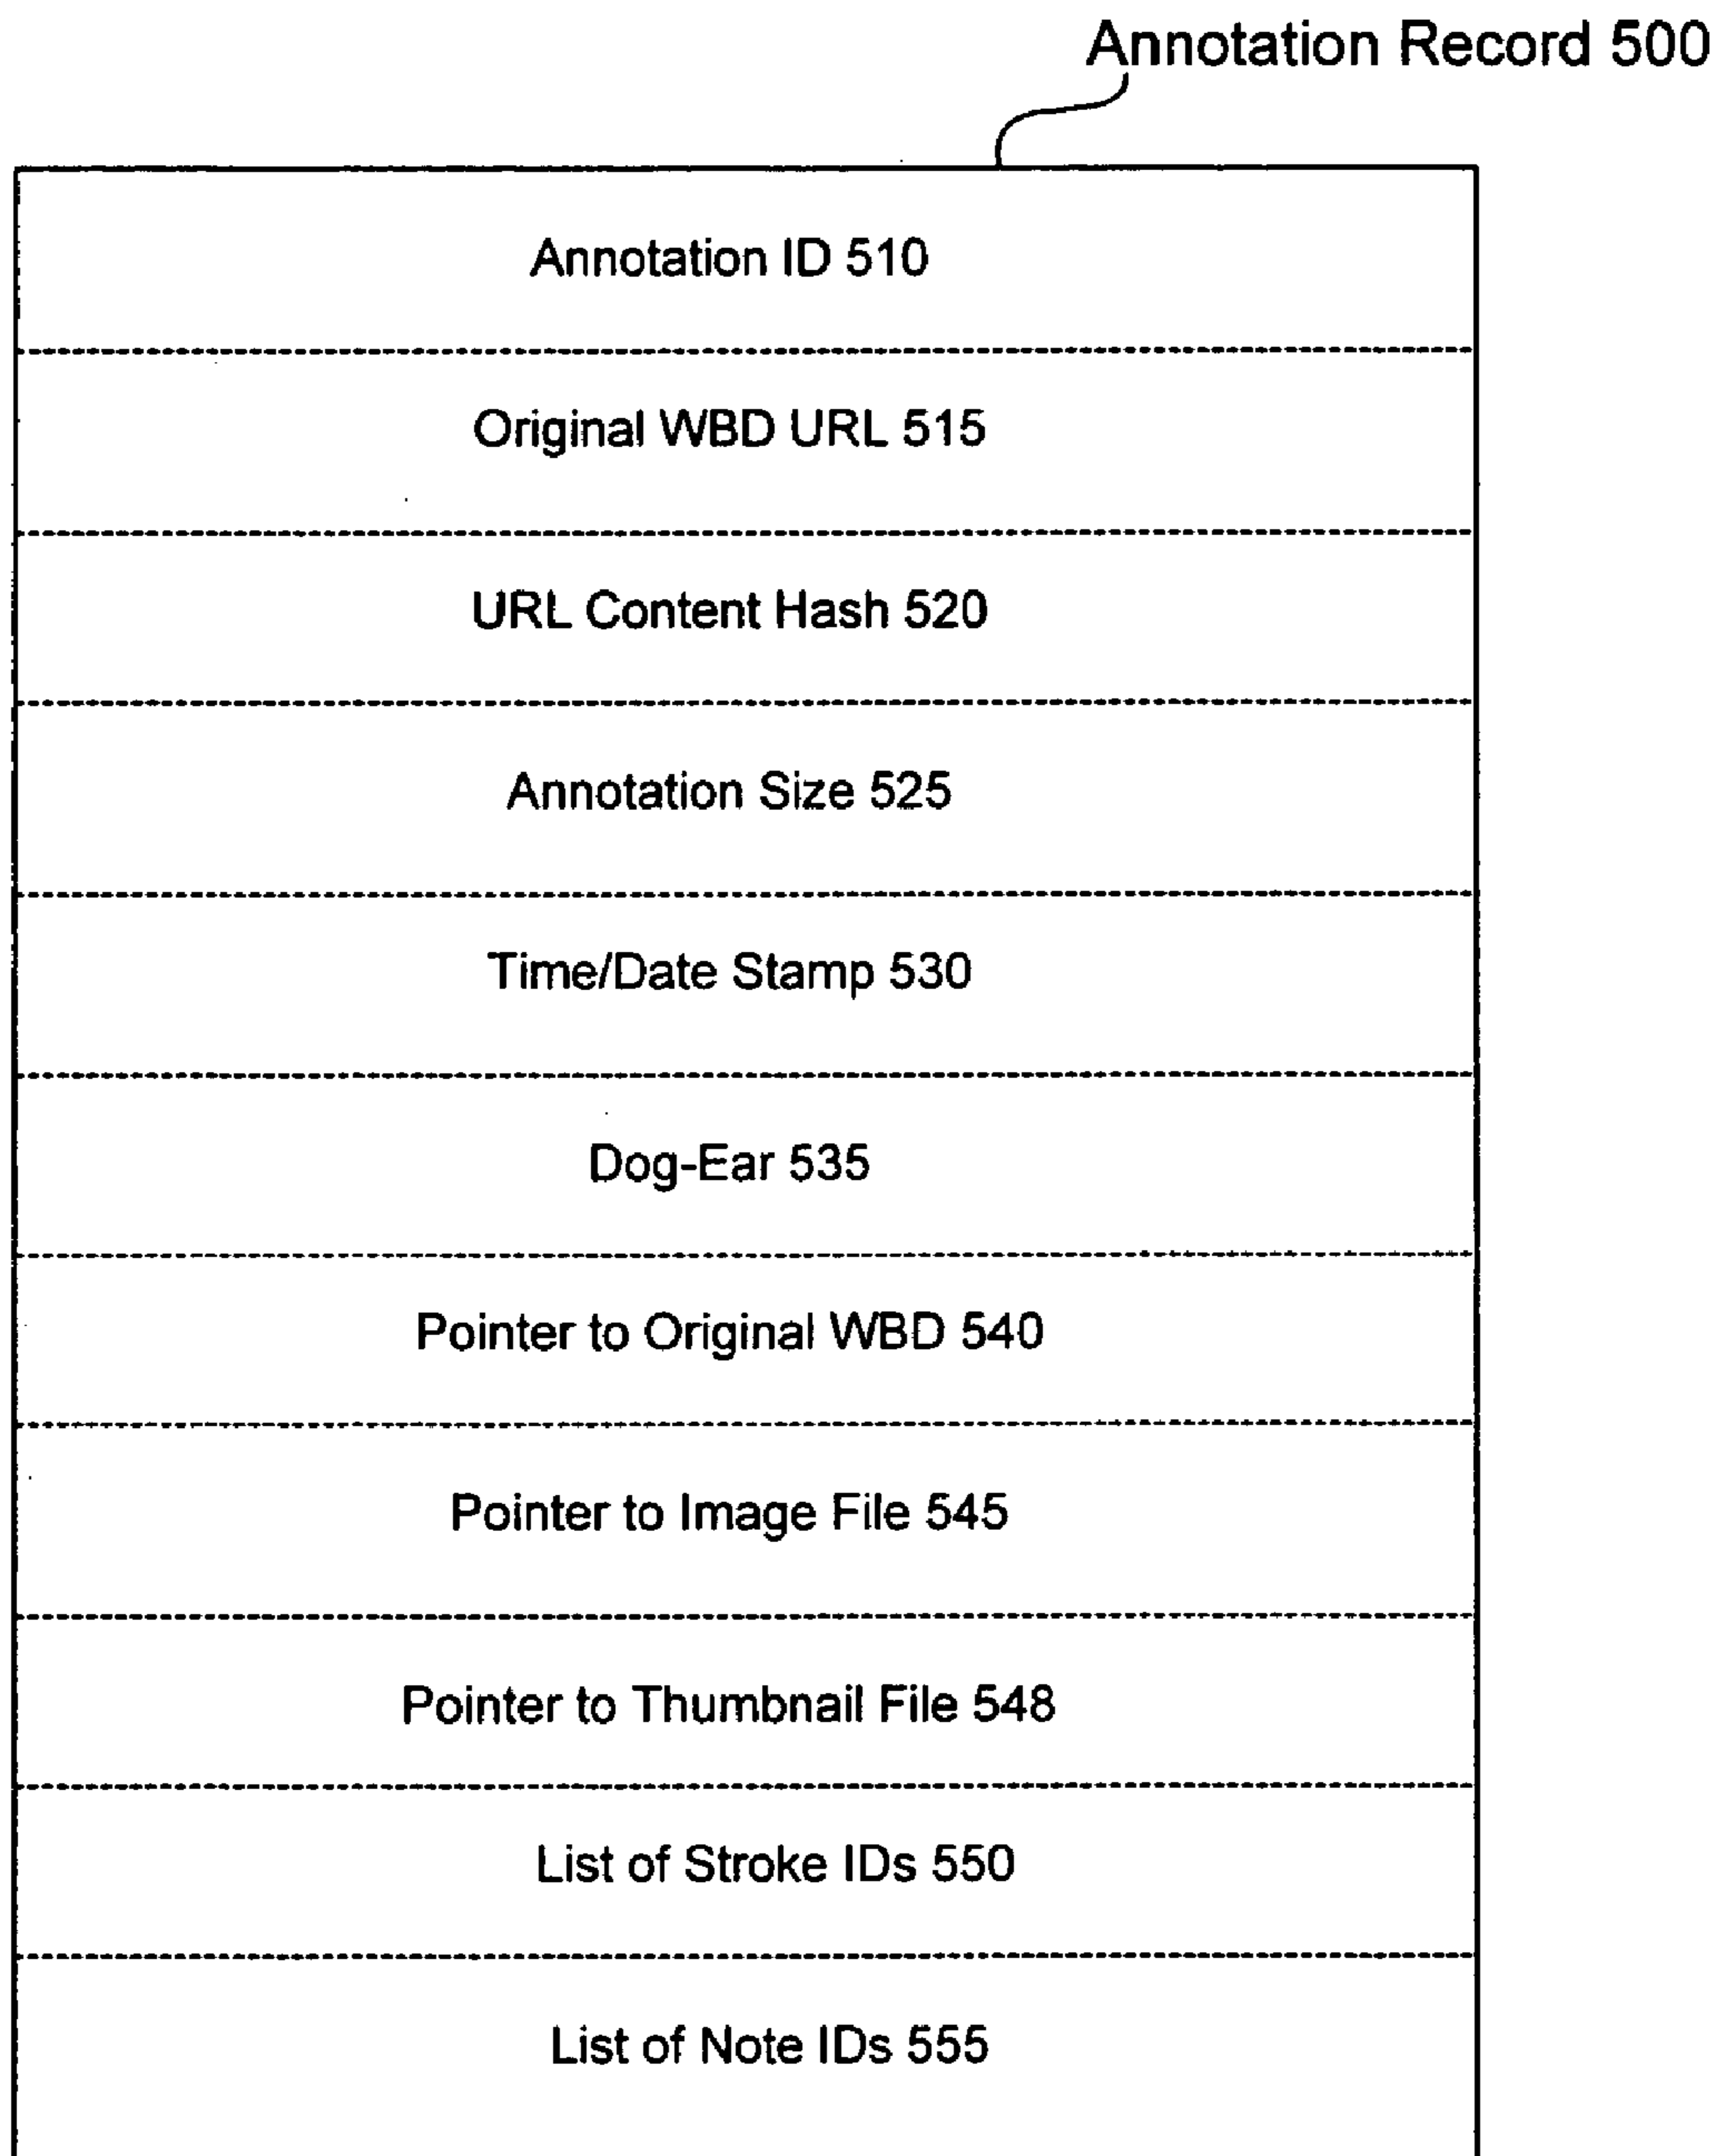 Annotation Record 500
Annotation ID 510
Original WBD URL 515
URL Content Hash 520
Annotation Size 525
Time/Date Stamp 530
Dog-Ear 535
Pointer to Original WBD 540
Pointer to Image File 545
Pointer to Thumbnail File 548
List of Stroke IDs 550
List of Note IDs 555